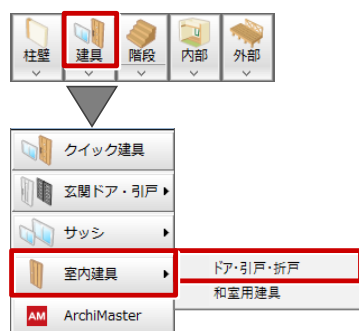 柱壁 建具 階段 内部 外部
クイック建具
玄関ドア・引戸
サッシ
室内建具 ドア・引戸・折戸
和室用建具
AM ArchiMaster